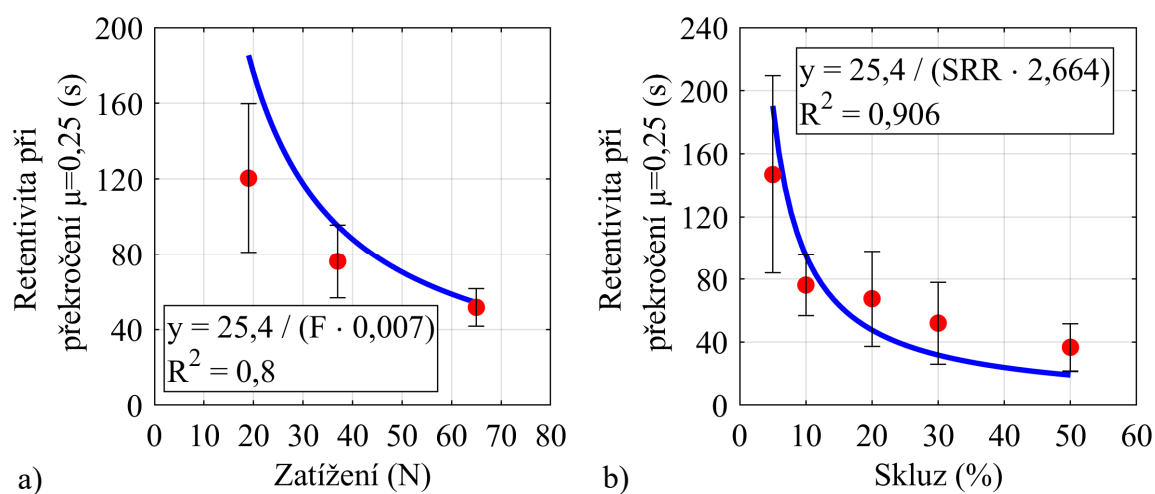 200
160
120
80
40
0
Retentivita při
překročení μ=0,25 (s)
y = 25,4 / (F · 0,007)
R² = 0,8
0 10 20 30 40 50 60 70 80
Zatížení (N)
a)
240
200
160
120
80
40
0
Retentivita při
překročení μ=0,25 (s)
y = 25,4 / (SRR · 2,664)
R² = 0,906
0 10 20 30 40 50 60
Skluz (%)
b)